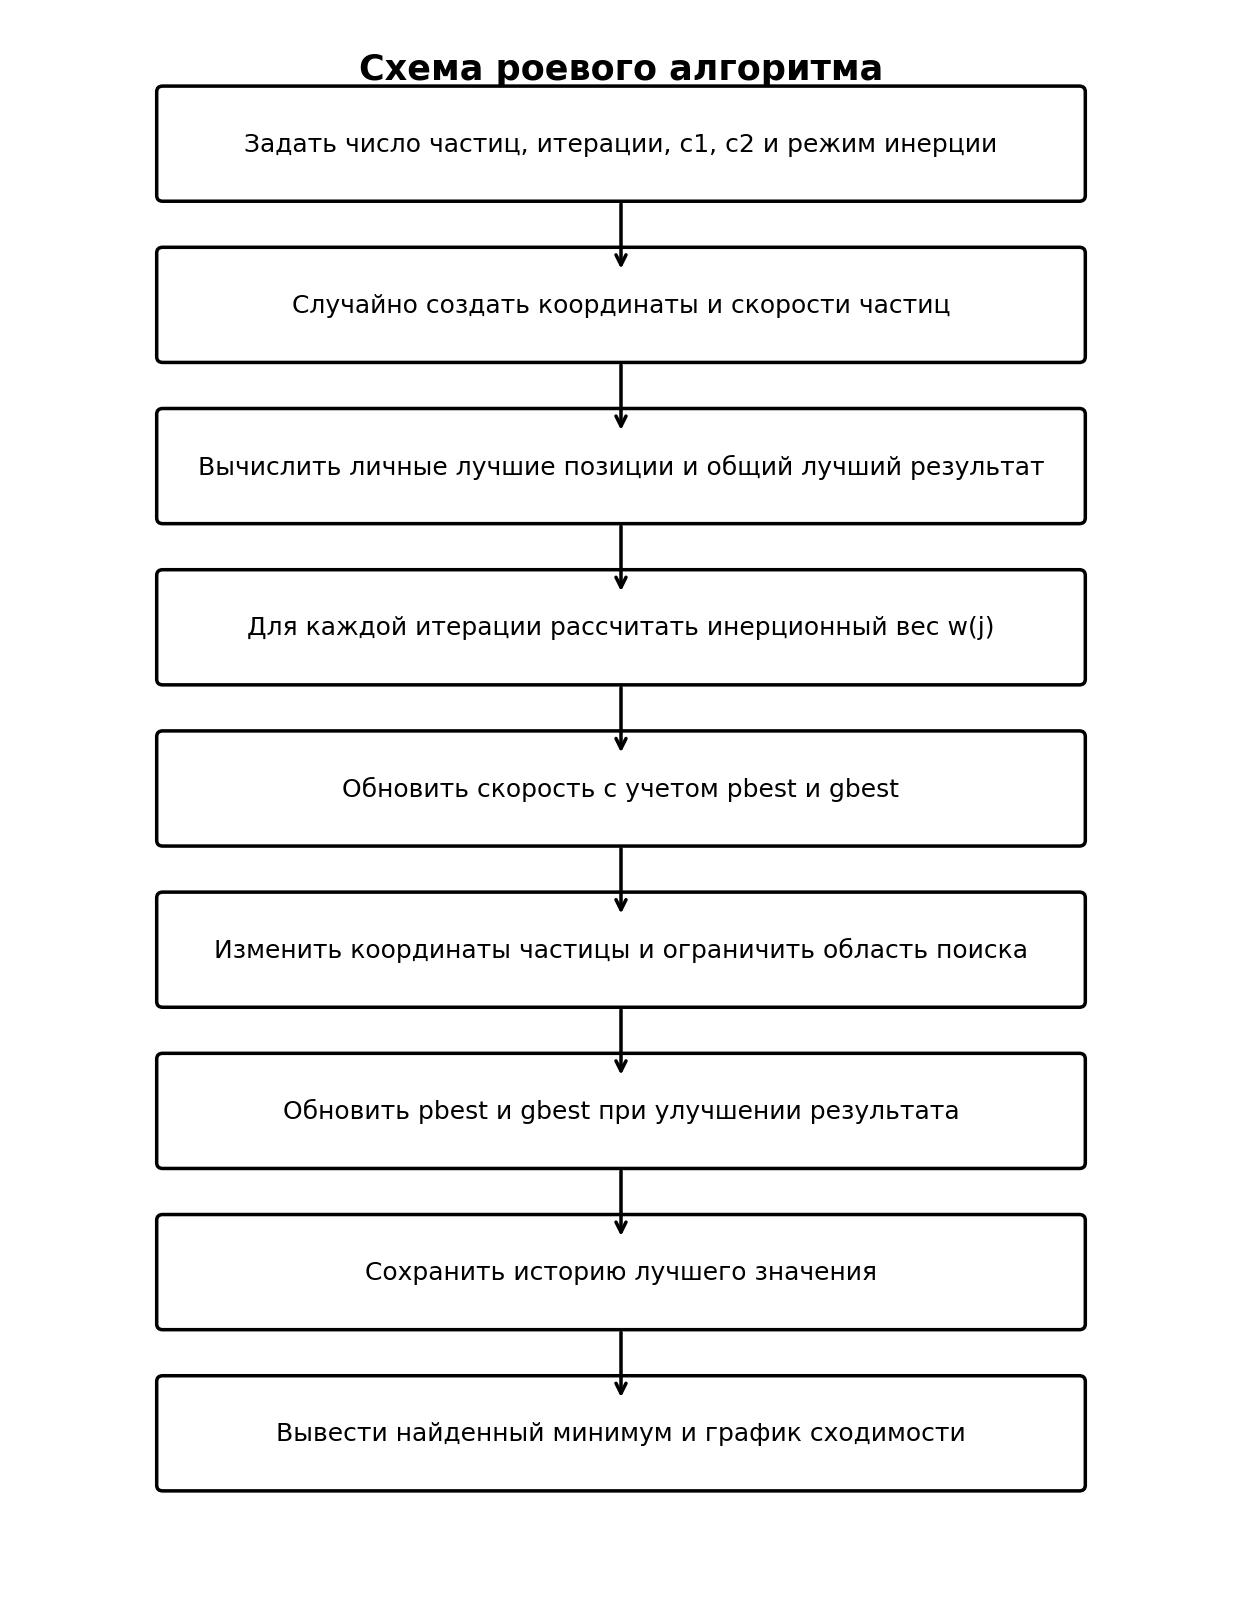 Схема роевого алгоритма
Задать число частиц, итерации, c1, c2 и режим инерции
Случайно создать координаты и скорости частиц
Вычислить личные лучшие позиции и общий лучший результат
Для каждой итерации рассчитать инерционный вес w(j)
Обновить скорость с учетом pbest и gbest
Изменить координаты частицы и ограничить область поиска
Обновить pbest и gbest при улучшении результата
Сохранить историю лучшего значения
Вывести найденный минимум и график сходимости